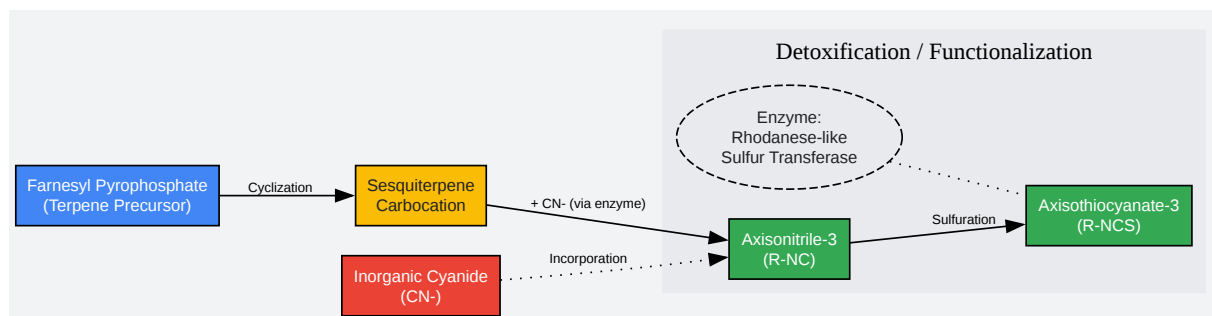 Detoxification / Functionalization
Enzyme:
Rhodanese-like
Sulfur Transferase
Farnesyl Pyrophosphate
(Terpene Precursor)
Cyclization
Sesquiterpene
Carbocation
+ CN- (via enzyme)
Inorganic Cyanide
(CN-)
Incorporation
Axisonitrile-3
(R-NC)
Sulfuration
Axisothiocyanate-3
(R-NCS)